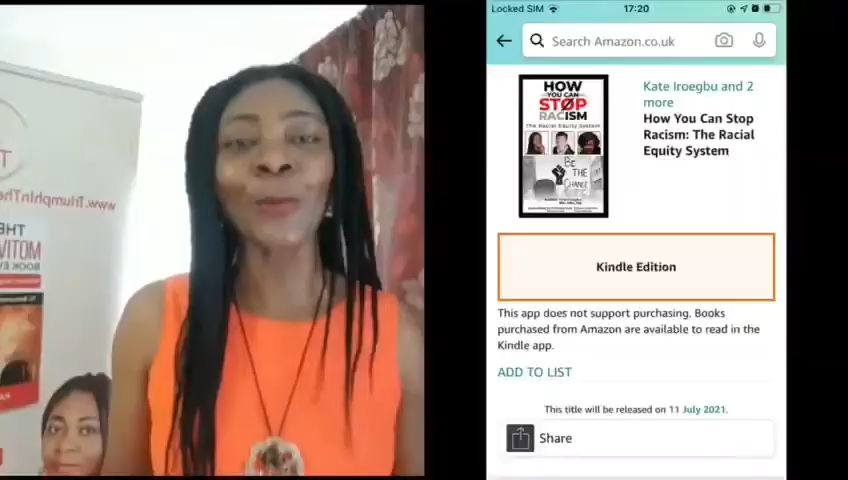 www.TriumphInThe
THE
MOTIV
BOOK EV
Locked SIM
17:20
Search Amazon.co.uk
HOW
YOU CAN
STOP
RACISM
The Racial Equity System
BE
THE
CHANGE
Kate Iroegbu and 2
more
How You Can Stop
Racism: The Racial
Equity System
Kindle Edition
This app does not support purchasing. Books
purchased from Amazon are available to read in the
Kindle app.
ADD TO LIST
This title will be released on 11 July 2021.
Share